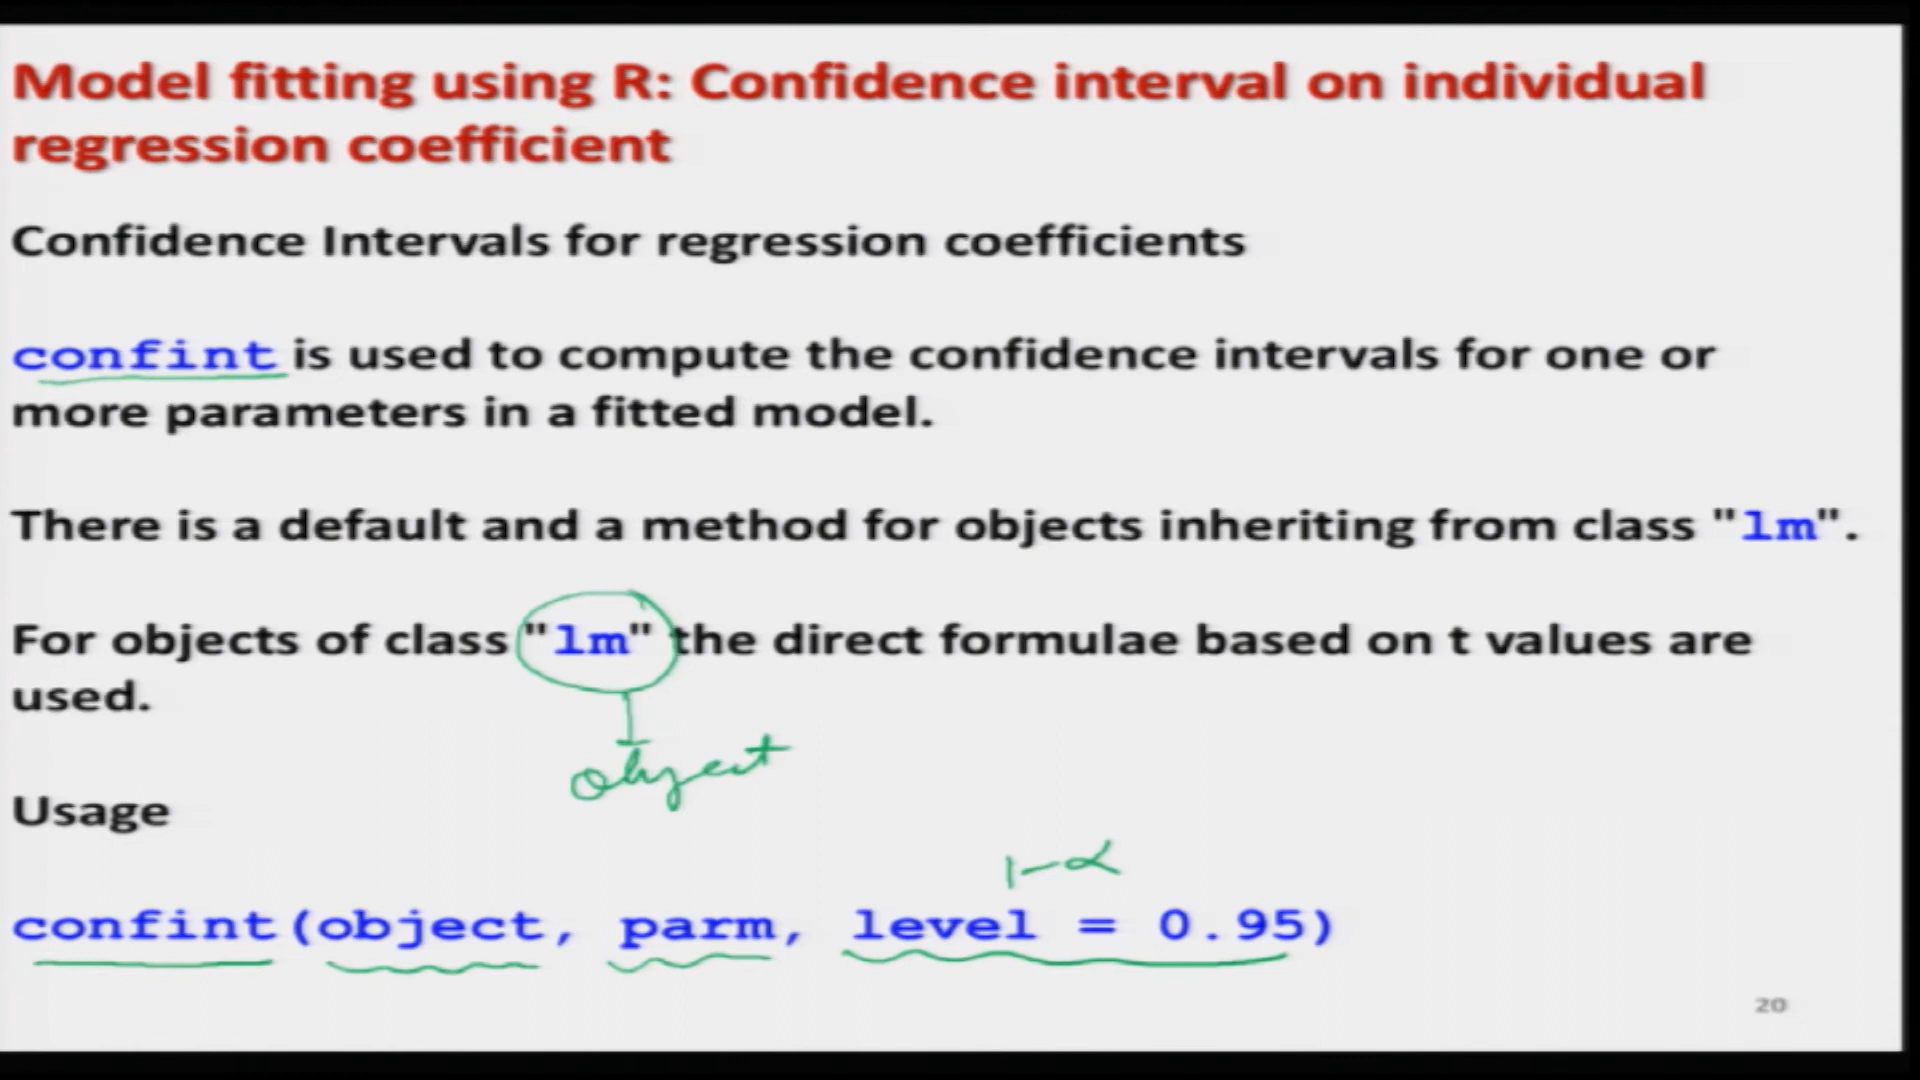 Model fitting using R: Confidence interval on individual
regression coefficient
Confidence Intervals for regression coefficients
confint is used to compute the confidence intervals for one or
more parameters in a fitted model.
There is a default and a method for objects inheriting from class "lm".
For objects of class "lm" the direct formulae based on t values are
used.
object
Usage
1-α
confint(object, parm, level = 0.95)
20